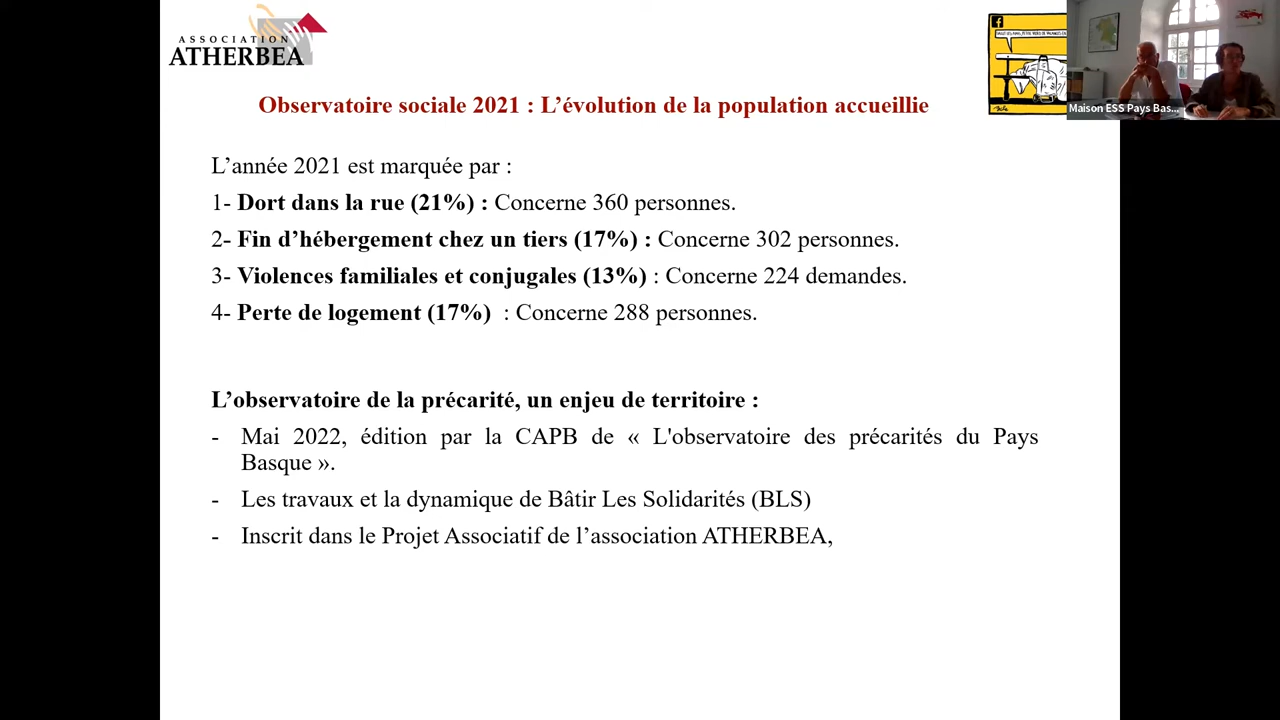 ASSOCIATION
ATHERBEA
Observatoire sociale 2021 : L’évolution de la population accueillie
Maison ESS Pays Bas...
L’année 2021 est marquée par :
1- Dort dans la rue (21%) : Concerne 360 personnes.
2- Fin d’hébergement chez un tiers (17%) : Concerne 302 personnes.
3- Violences familiales et conjugales (13%) : Concerne 224 demandes.
4- Perte de logement (17%)  : Concerne 288 personnes.
L’observatoire de la précarité, un enjeu de territoire :
- Mai 2022, édition par la CAPB de « L'observatoire des précarités du Pays
Basque ».
- Les travaux et la dynamique de Bâtir Les Solidarités (BLS)
- Inscrit dans le Projet Associatif de l’association ATHERBEA,